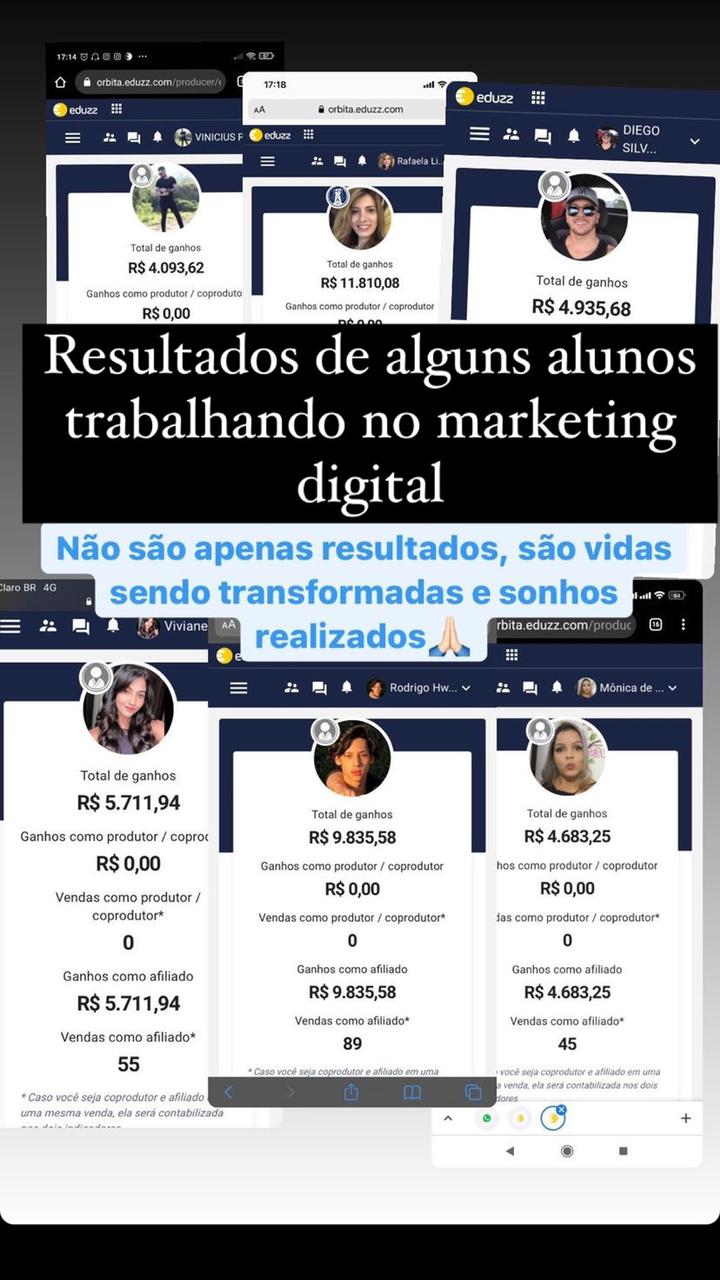 17:14
orbita.eduzz.com/producer/
eduzz
VINICIUS F
Total de ganhos
R$ 4.093,62
Ganhos como produtor / coproduto
R$ 0,00
17:18
AA
orbita.eduzz.com
eduzz
Rafaela Li...
Total de ganhos
R$ 11.810,08
Ganhos como produtor / coprodutor
R$ 0,00
eduzz
DIEGO
SILV...
Total de ganhos
R$ 4.935,68
Resultados de alguns alunos
trabalhando no marketing
digital
Não são apenas resultados, são vidas
sendo transformadas e sonhos
realizados🙏🏻
Claro BR 4G
Viviane
Total de ganhos
R$ 5.711,94
Ganhos como produtor / coproc
R$ 0,00
Vendas como produtor /
coprodutor*
0
Ganhos como afiliado
R$ 5.711,94
Vendas como afiliado*
55
* Caso você seja coprodutor e afiliado
uma mesma venda, ela será contabilizada
nos dois indicadores
AA
Rodrigo Hw...
Total de ganhos
R$ 9.835,58
Ganhos como produtor / coprodutor
R$ 0,00
Vendas como produtor / coprodutor*
0
Ganhos como afiliado
R$ 9.835,58
Vendas como afiliado*
89
* Caso você seja coprodutor e afiliado em uma
64
rbita.eduzz.com/produc
16
Mônica de ...
Total de ganhos
R$ 4.683,25
hos como produtor / coprodutor
R$ 0,00
das como produtor / coprodutor*
0
Ganhos como afiliado
R$ 4.683,25
Vendas como afiliado*
45
você seja coprodutor e afiliado em uma
a venda, ela será contabilizada nos dois
dores